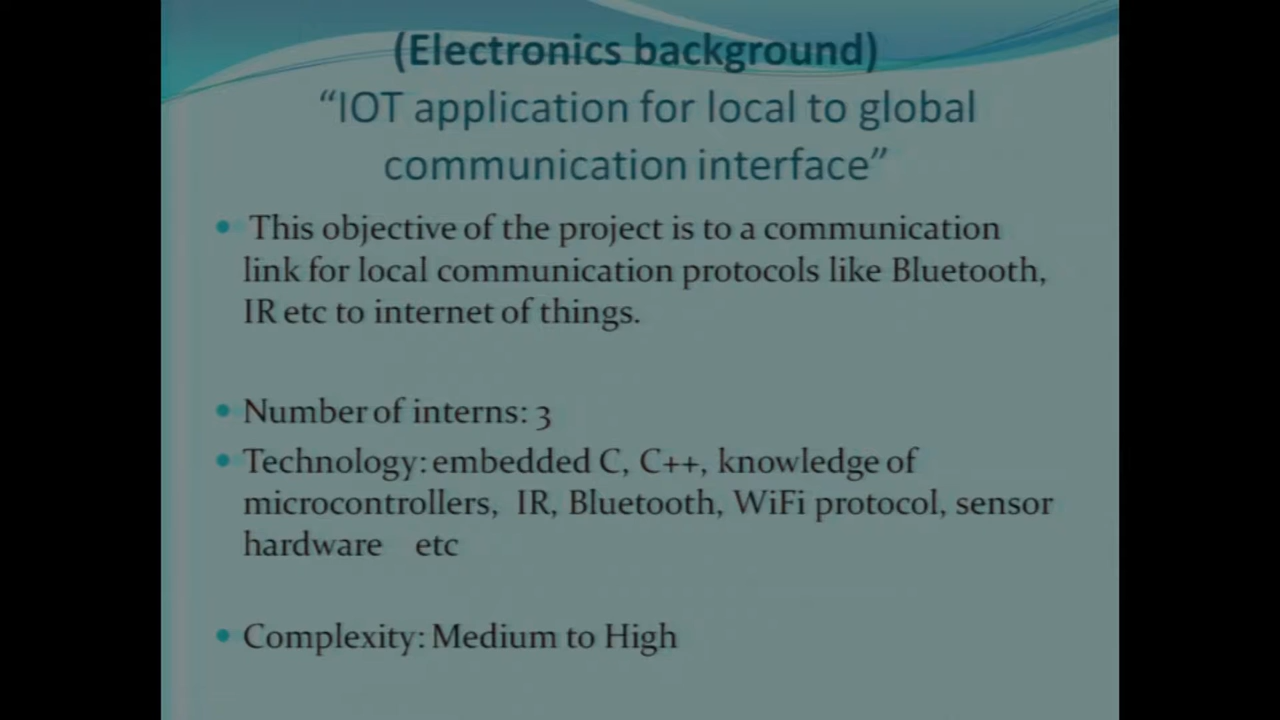 (Electronics background)
“IOT application for local to global
communication interface”
This objective of the project is to a communication
link for local communication protocols like Bluetooth,
IR etc to internet of things.
Number of interns: 3
Technology: embedded C, C++, knowledge of
microcontrollers, IR, Bluetooth, WiFi protocol, sensor
hardware etc
Complexity: Medium to High